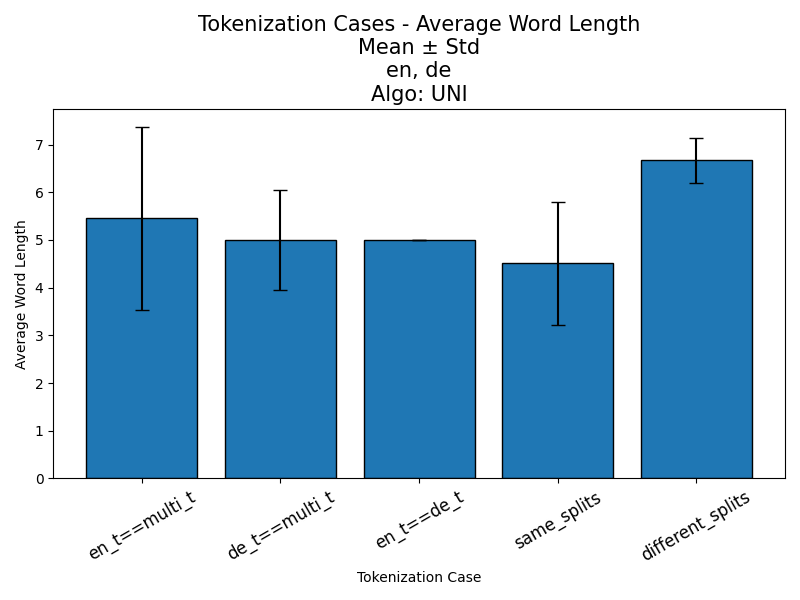 Tokenization Cases - Average Word Length
Mean ± Std
en, de
Algo: UNI
Average Word Length
7
6
5
4
3
2
1
0
en_t==multi_t
de_t==multi_t
en_t==de_t
same_splits
different_splits
Tokenization Case